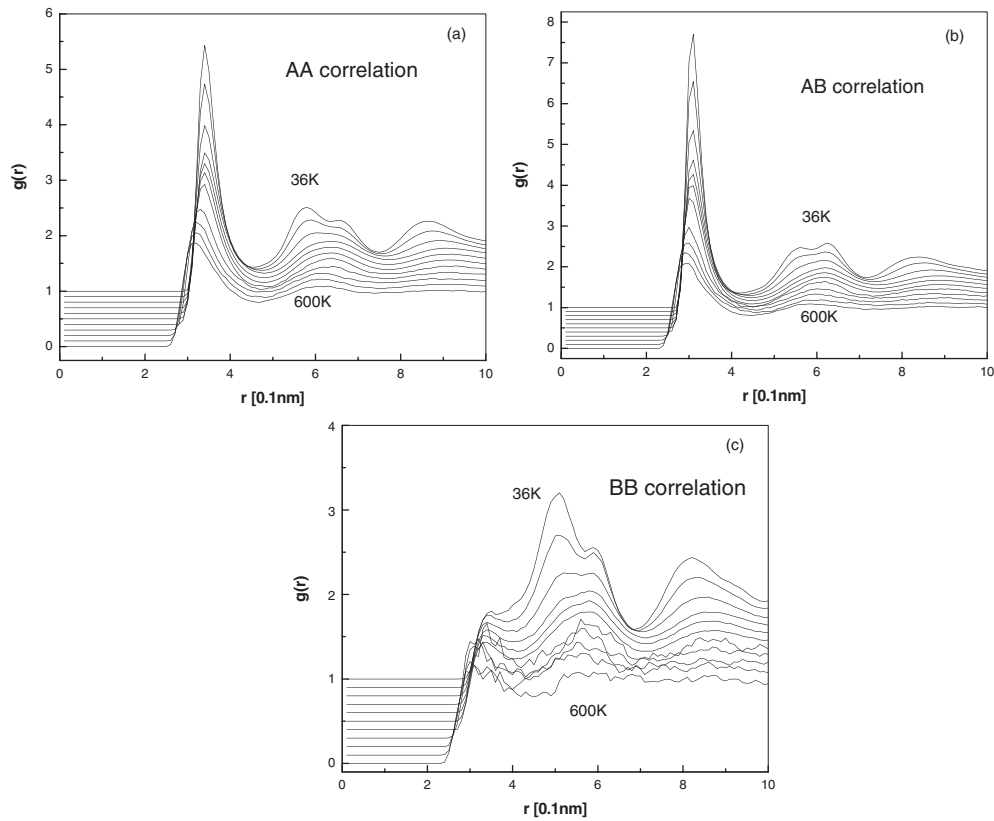 (a)
AA correlation
36K
600K
g(r)
0
1
2
3
4
5
6
0 2 4 6 8 10
r [0.1nm]
(b)
AB correlation
36K
600K
g(r)
0
1
2
3
4
5
6
7
8
0 2 4 6 8 10
r [0.1nm]
(c)
BB correlation
36K
600K
g(r)
0
1
2
3
4
0 2 4 6 8 10
r [0.1nm]